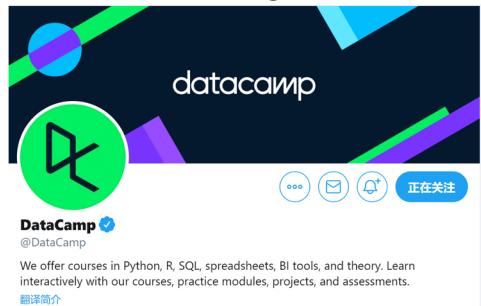 datacamp
正在关注
DataCamp
@DataCamp
We offer courses in Python, R, SQL, spreadsheets, BI tools, and theory. Learn
interactively with our courses, practice modules, projects, and assessments.
翻译简介